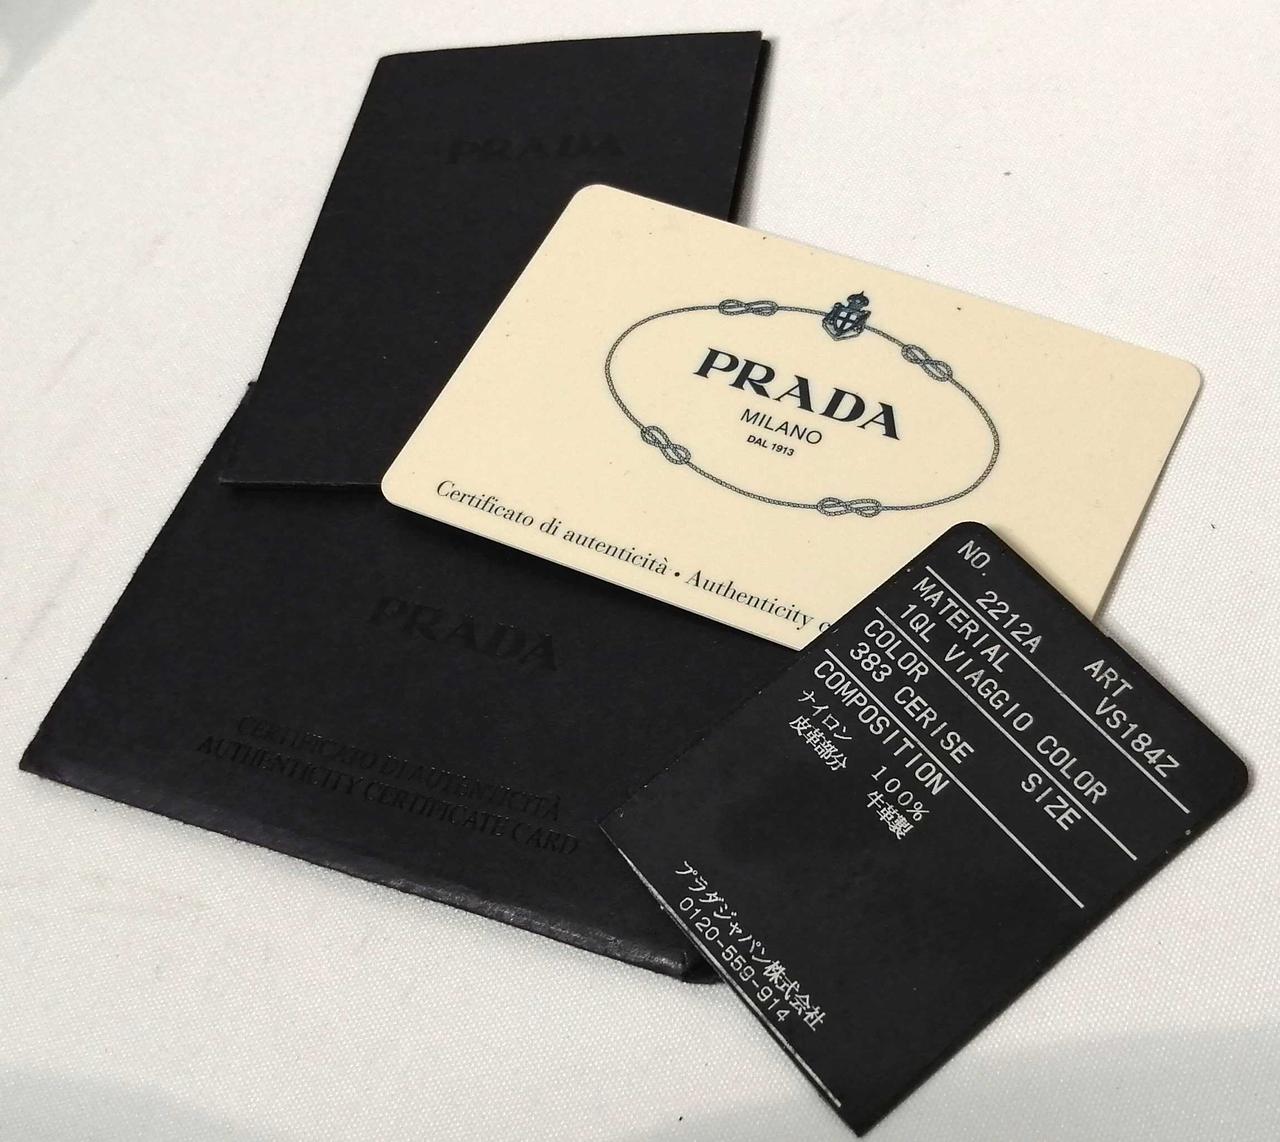 PRADA
PRADA
MILANO
DAL 1913
Certificato di autenticità • Authenticity
PRADA
CERTIFICATO DI AUTENTICITÀ
AUTHENTICITY CERTIFICATE CARD
NO. ART
2212A VS184Z
MATERIAL
1QL VIAGGIO COLOR
COLOR SIZE
383 CERISE
COMPOSITION
ナイロン 100%
皮革部分 牛革製
プラダジャパン株式会社
0120-559-914